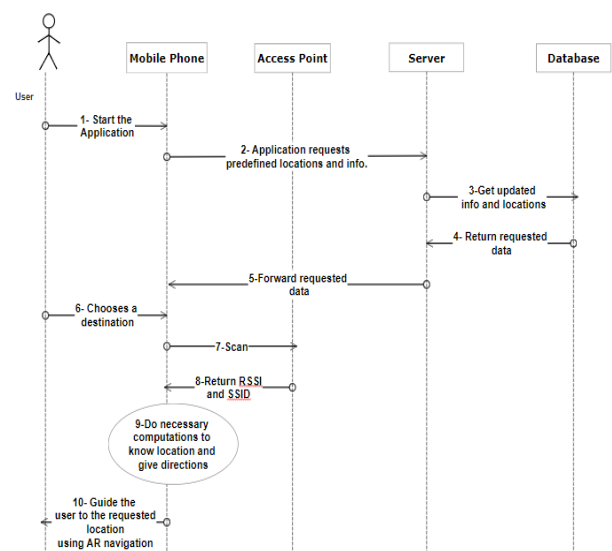 Mobile Phone
Access Point
Server
Database
User
1- Start the
Application
2- Application requests
predefined locations and info.
3-Get updated
info and locations
4- Return requested
data
5-Forward requested
data
6- Chooses a
destination
7-Scan
8-Return RSSI
and SSID
9-Do necessary
computations to
know location and
give directions
10- Guide the
user to the requested
location
using AR navigation